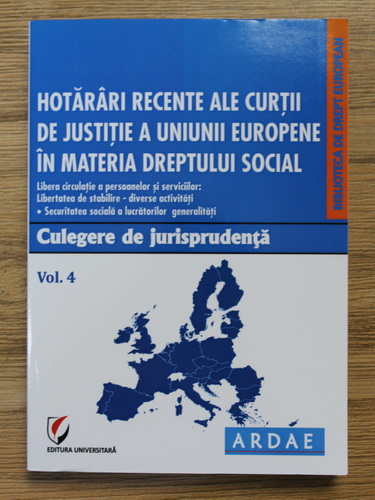 HOTĂRÂRI RECENTE ALE CURȚII
DE JUSTIȚIE A UNIUNII EUROPENE
ÎN MATERIA DREPTULUI SOCIAL
Libera circulație a persoanelor și serviciilor:
Libertatea de stabilire - diverse activități
• Securitatea socială a lucrătorilor generalități
Culegere de jurisprudență
Vol. 4
BIBLIOTECA DE DREPT EUROPEAN
EDITURA UNIVERSITARĂ
ARDAE